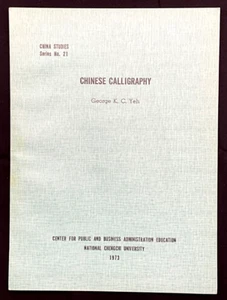 CHINA STUDIES
Series No. 21
CHINESE CALLIGRAPHY
George K. C. Yeh
CENTER FOR PUBLIC AND BUSINESS ADMINISTRATION EDUCATION
NATIONAL CHENGCHI UNIVERSITY
1973